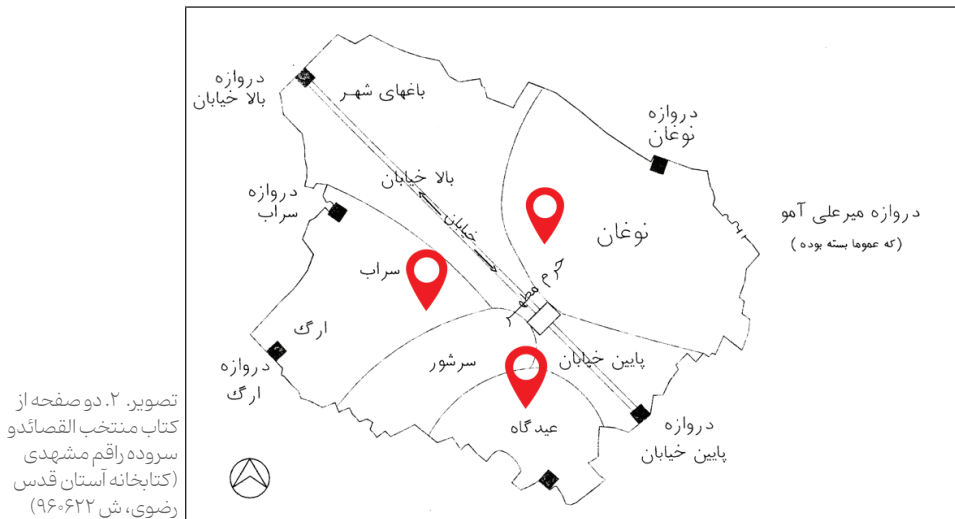 دروازه
بالا خیابان
باغهای شهر
دروازه
نوغان
بالا خیابان
دروازه
سراب
خیابان
نوغان
دروازه میرعلی آمو
(که عموما بسته بوده)
سراب
حرم مطهر
ارگ
سرشور
پایین خیابان
دروازه
ارگ
عیدگاه
دروازه
پایین خیابان
تصویر. ۲. دو صفحه از
کتاب منتخب القصائدو
سروده راقم مشهدی
(کتابخانه آستان قدس
رضوی، ش ۹۶۰۶۲۲)